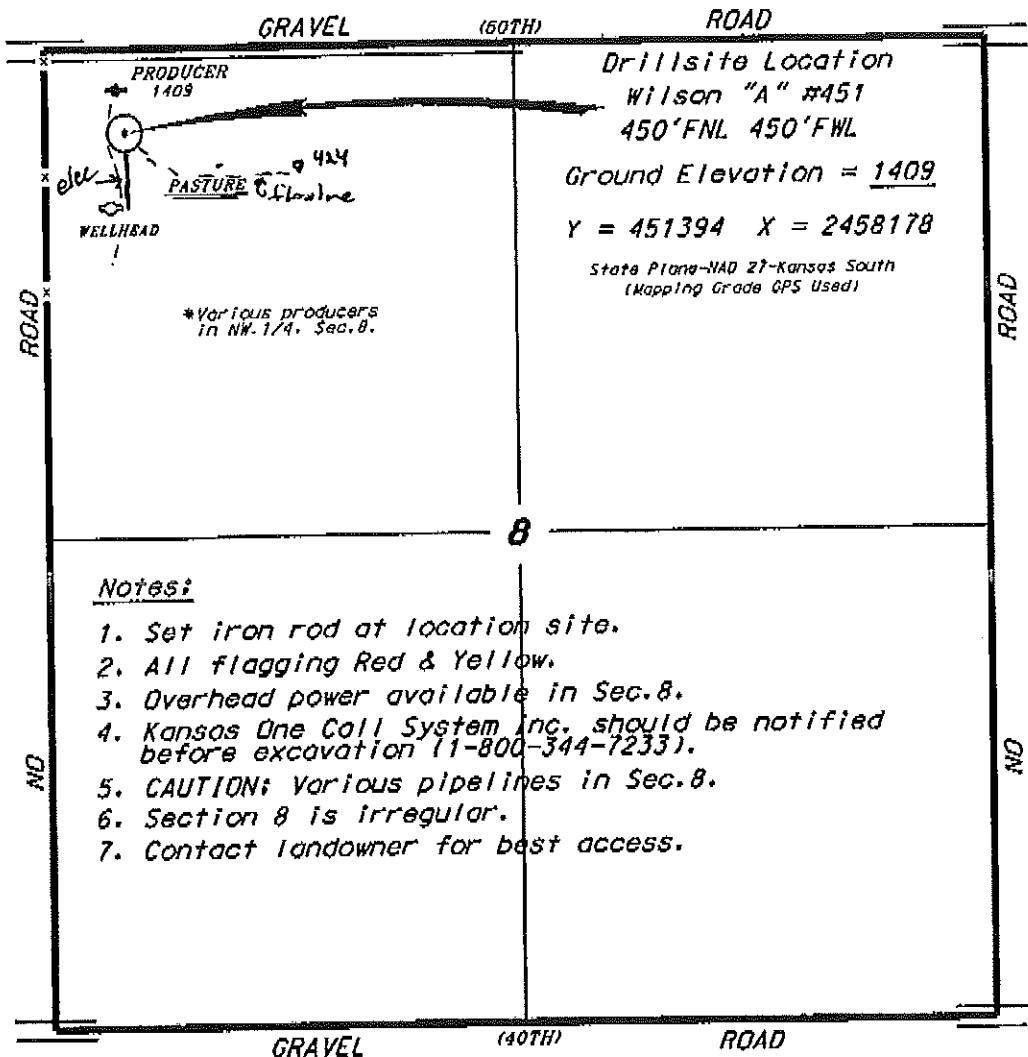 GRAVEL (50TH) ROAD
PRODUCER
1409
Drillsite Location
Wilson "A" #451
450'FNL 450'FWL
Ground Elevation = 1409
Y = 451394 X = 2458178
State Plane-NAD 27-Kansas South
(Mapping Grade GPS Used)
elec
PASTURE
424
flowline
WELLHEAD
*Various producers
in NW.1/4. Sec.8.
ROAD
ROAD
8
Notes:
1. Set iron rod at location site.
2. All flagging Red & Yellow.
3. Overhead power available in Sec.8.
4. Kansas One Call System Inc. should be notified
before excavation (1-800-344-7233).
5. CAUTION: Various pipelines in Sec.8.
6. Section 8 is irregular.
7. Contact landowner for best access.
NO
NO
GRAVEL (40TH) ROAD